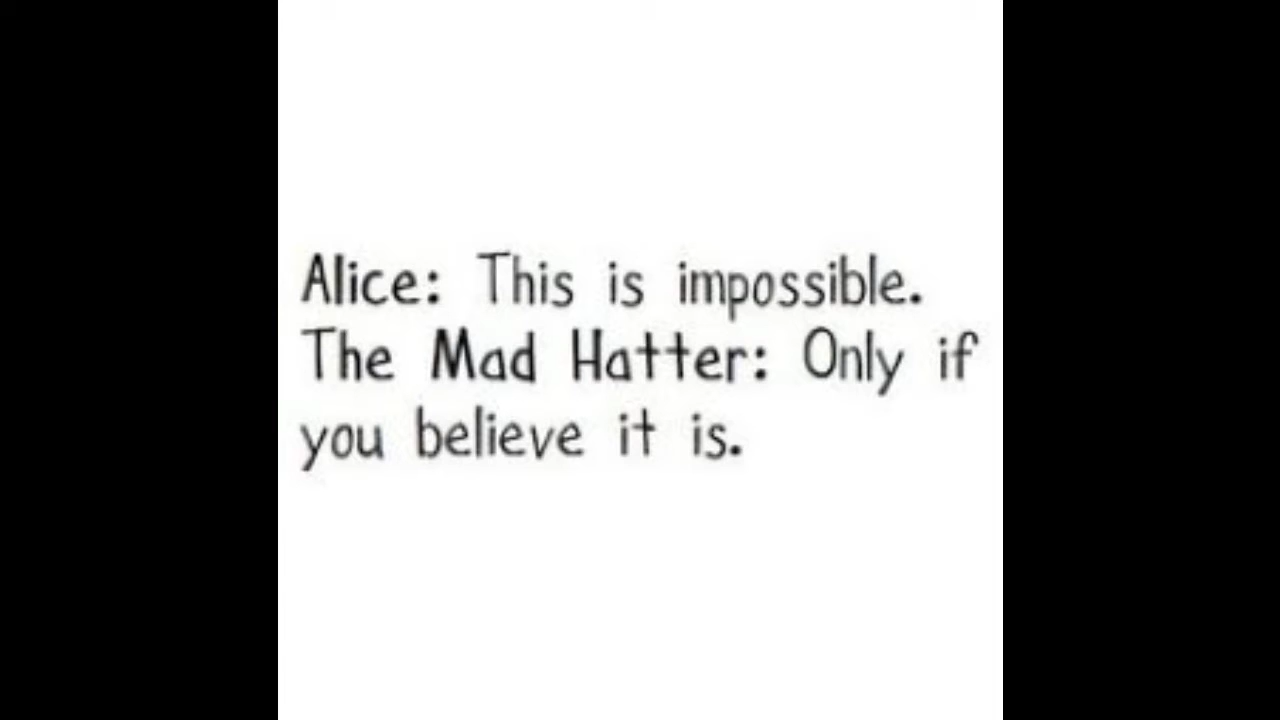 Alice: This is impossible.
The Mad Hatter: Only if
you believe it is.